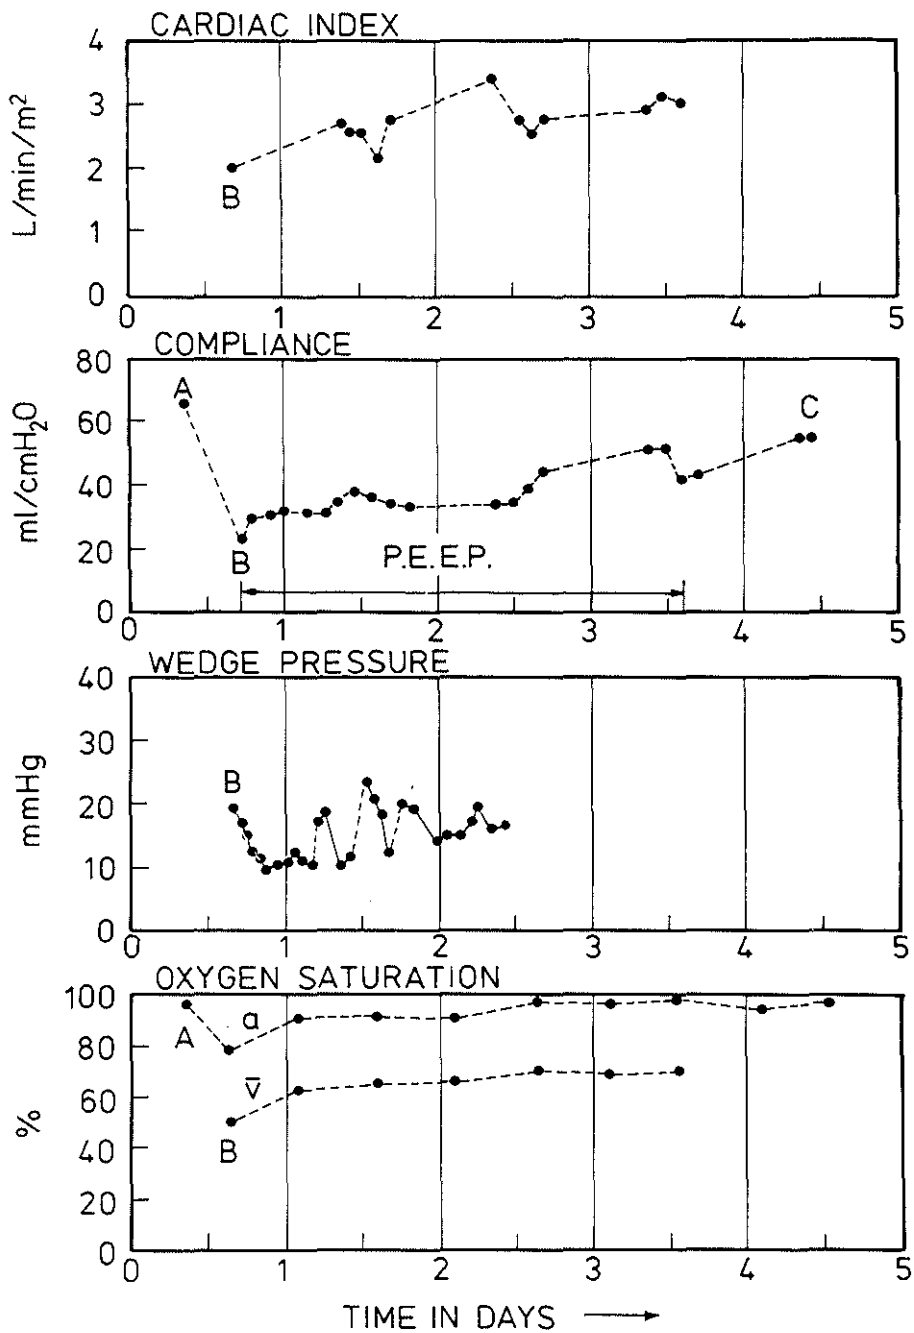 CARDIAC INDEX
4
3
2
1
0
L/min/m²
B
0 1 2 3 4 5
COMPLIANCE
80
60
40
20
0
ml/cmH₂O
A
C
B
P.E.E.P.
0 1 2 3 4 5
WEDGE PRESSURE
40
30
20
10
0
mmHg
B
0 1 2 3 4 5
OXYGEN SATURATION
100
80
60
40
20
0
%
A
a
v̄
B
0 1 2 3 4 5
TIME IN DAYS